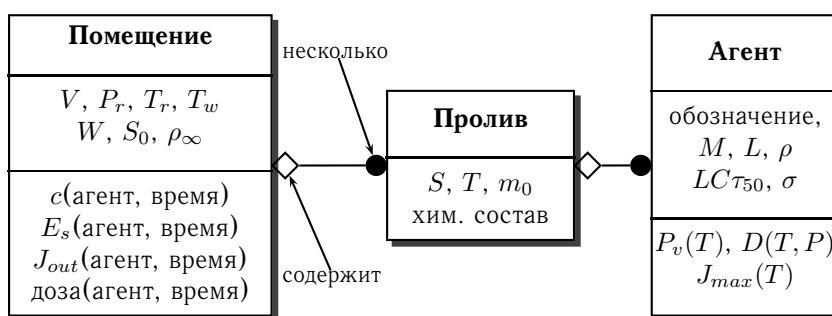 Помещение
V, P_r, T_r, T_w
W, S_0, ρ_∞
c(агент, время)
E_s(агент, время)
J_out(агент, время)
доза(агент, время)
несколько
содержит
Пролив
S, T, m_0
хим. состав
Агент
обозначение,
M, L, ρ
LCτ_50, σ
P_v(T), D(T, P)
J_max(T)